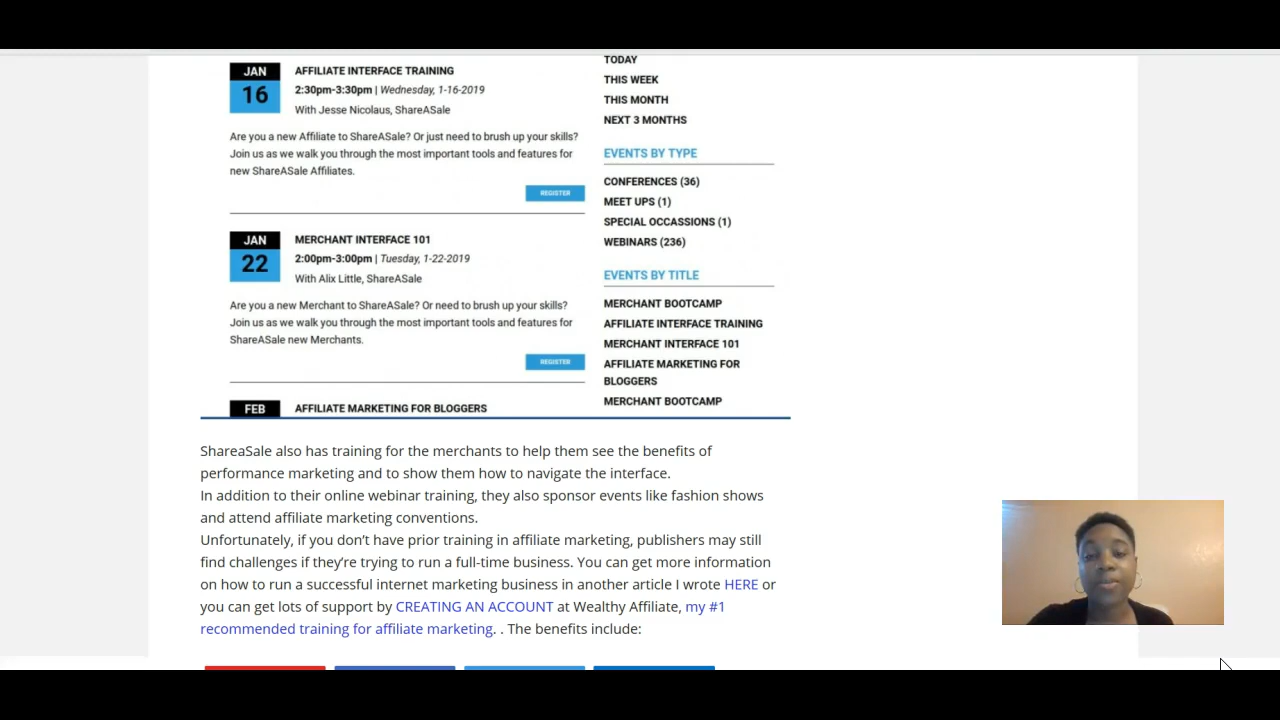 JAN
16
AFFILIATE INTERFACE TRAINING
2:30pm-3:30pm | Wednesday, 1-16-2019
With Jesse Nicolaus, ShareASale
Are you a new Affiliate to ShareASale? Or just need to brush up your skills?
Join us as we walk you through the most important tools and features for
new ShareASale Affiliates.
REGISTER
JAN
22
MERCHANT INTERFACE 101
2:00pm-3:00pm | Tuesday, 1-22-2019
With Alix Little, ShareASale
Are you a new Merchant to ShareASale? Or need to brush up your skills?
Join us as we walk you through the most important tools and features for
ShareASale new Merchants.
REGISTER
FEB
AFFILIATE MARKETING FOR BLOGGERS
TODAY
THIS WEEK
THIS MONTH
NEXT 3 MONTHS
EVENTS BY TYPE
CONFERENCES (36)
MEET UPS (1)
SPECIAL OCCASSIONS (1)
WEBINARS (236)
EVENTS BY TITLE
MERCHANT BOOTCAMP
AFFILIATE INTERFACE TRAINING
MERCHANT INTERFACE 101
AFFILIATE MARKETING FOR
BLOGGERS
MERCHANT BOOTCAMP
ShareaSale also has training for the merchants to help them see the benefits of
performance marketing and to show them how to navigate the interface.
In addition to their online webinar training, they also sponsor events like fashion shows
and attend affiliate marketing conventions.
Unfortunately, if you don’t have prior training in affiliate marketing, publishers may still
find challenges if they’re trying to run a full-time business. You can get more information
on how to run a successful internet marketing business in another article I wrote HERE or
you can get lots of support by CREATING AN ACCOUNT at Wealthy Affiliate, my #1
recommended training for affiliate marketing. . The benefits include: